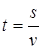 t = s/v